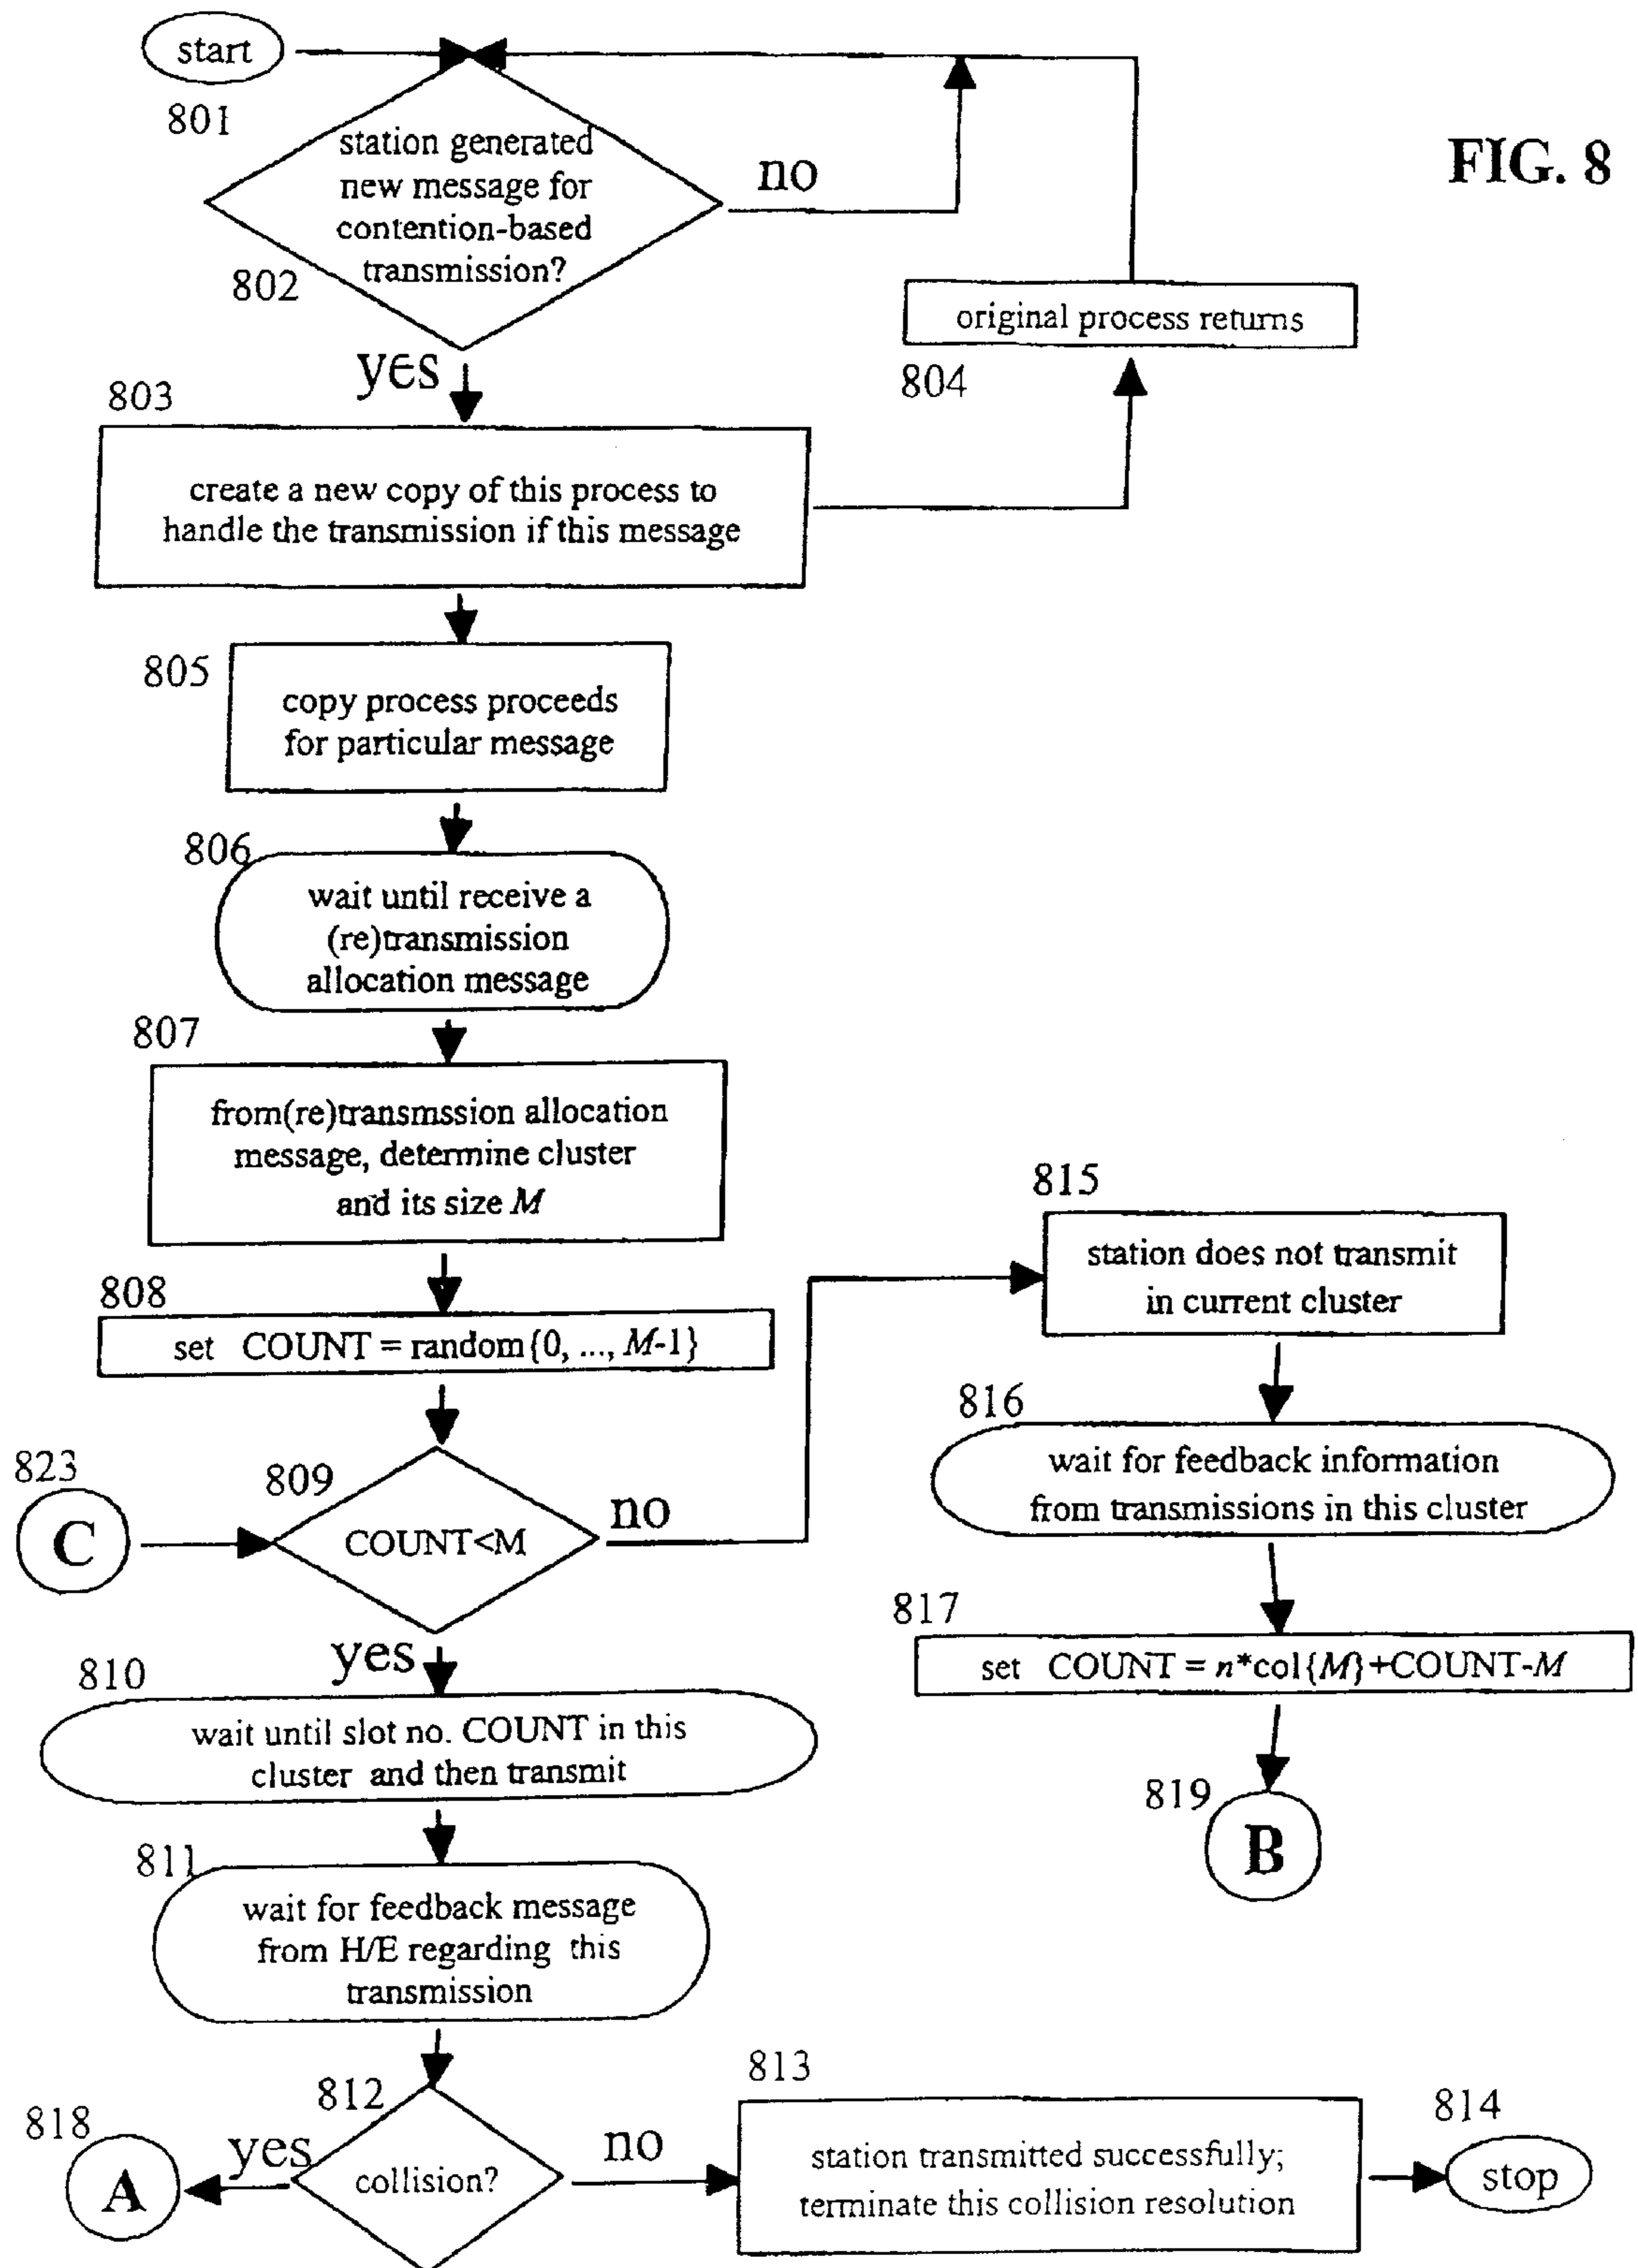 start
801
FIG. 8
station generated
new message for
contention-based
transmission?
no
802
original process returns
804
yes
803
create a new copy of this process to
handle the transmission if this message
805
copy process proceeds
for particular message
806
wait until receive a
(re)transmission
allocation message
807
from(re)transmssion allocation
message, determine cluster
and its size M
815
station does not transmit
in current cluster
808
set COUNT = random{0, ..., M-1}
816
wait for feedback information
from transmissions in this cluster
823
C
809
COUNT<M
no
817
set COUNT = n*col{M}+COUNT-M
yes
810
wait until slot no. COUNT in this
cluster and then transmit
819
B
811
wait for feedback message
from H/E regarding this
transmission
812
collision?
818
A
yes
no
813
station transmitted successfully;
terminate this collision resolution
814
stop